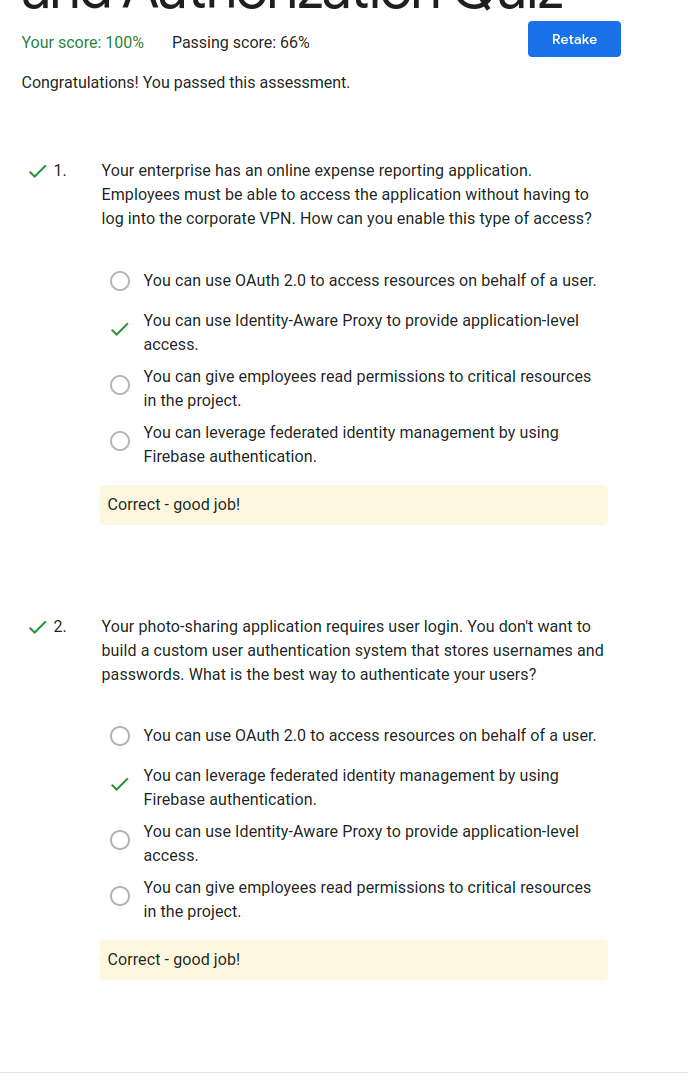 and Authorization Quiz
Your score: 100% Passing score: 66% Retake
Congratulations! You passed this assessment.
1. Your enterprise has an online expense reporting application.
Employees must be able to access the application without having to
log into the corporate VPN. How can you enable this type of access?
You can use OAuth 2.0 to access resources on behalf of a user.
You can use Identity-Aware Proxy to provide application-level
access.
You can give employees read permissions to critical resources
in the project.
You can leverage federated identity management by using
Firebase authentication.
Correct - good job!
2. Your photo-sharing application requires user login. You don't want to
build a custom user authentication system that stores usernames and
passwords. What is the best way to authenticate your users?
You can use OAuth 2.0 to access resources on behalf of a user.
You can leverage federated identity management by using
Firebase authentication.
You can use Identity-Aware Proxy to provide application-level
access.
You can give employees read permissions to critical resources
in the project.
Correct - good job!